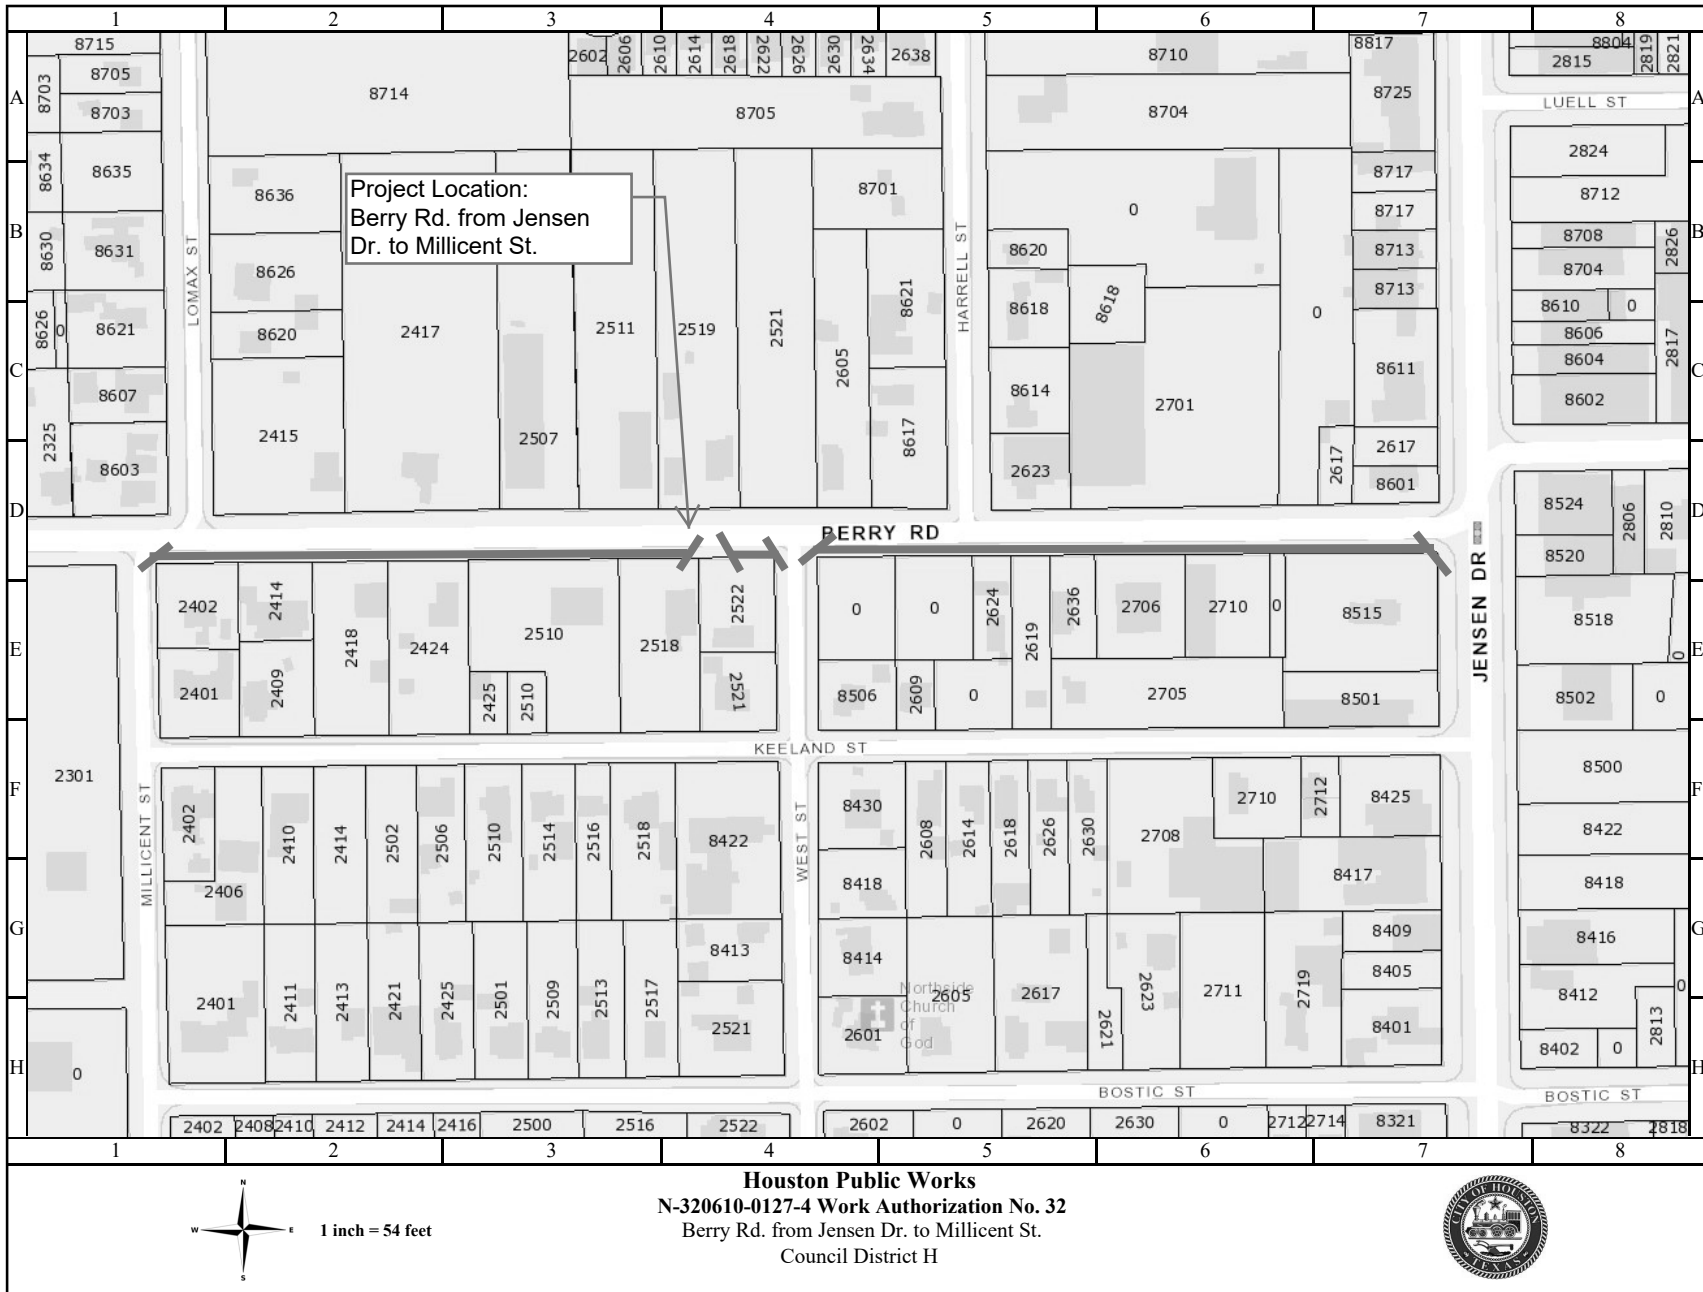 1 2 3 4 5 6 7 8
8715 2602 2606 2610 2614 2618 2622 2626 2630 2634 2638 8710 8817 8804 2819 2821
8703 8705 8714 8705 8704 8725 2815
A A
8703 LUELL ST
8634 8635 8636 8701 0 8717 2824
Project Location:
Berry Rd. from Jensen
Dr. to Millicent St.
8717 8712
B B
8630 8631 LOMAX ST 8626 HARRELL ST 8620 8713 8708 2826
8704
8626 0 8621 8620 2417 2511 2519 2521 2605 8621 8618 8618 0 8713 8610 0
8606 2817
C C
8607 8614 2701 8611 8604
8602
2325 8603 2415 2507 8617 2623 2617 2617
8601
D D
BERRY RD
8524 2806 2810
8520
JENSEN DR
2402 2414 2418 2424 2510 2518 2522 0 0 2624 2619 2636 2706 2710 0 8515 8518 0
E E
2401 2409 2425 2510 2521 8506 2609 0 2705 8501 8502 0
KEELAND ST
2301 8500
F F
MILLICENT ST 2402 2410 2414 2502 2506 2510 2514 2516 2518 8422 WEST ST 8430 2608 2614 2618 2626 2630 2708 2710 2712 8425 8422
2406 8418 8417 8418
G G
8413 8414 8409 8416
8405 0
2401 2411 2413 2421 2425 2501 2509 2513 2517 2521 2601 2605 2617 2621 2623 2711 2719 8401 8412 2813
Northside
Church
of
God
8402 0
H 0 H
BOSTIC ST BOSTIC ST
2402 2408 2410 2412 2414 2416 2500 2516 2522 2602 0 2620 2630 0 2712 2714 8321 8322 2818
1 2 3 4 5 6 7 8
N
W E
S
1 inch = 54 feet
Houston Public Works
N-320610-0127-4 Work Authorization No. 32
Berry Rd. from Jensen Dr. to Millicent St.
Council District H
CITY OF HOUSTON
TEXAS